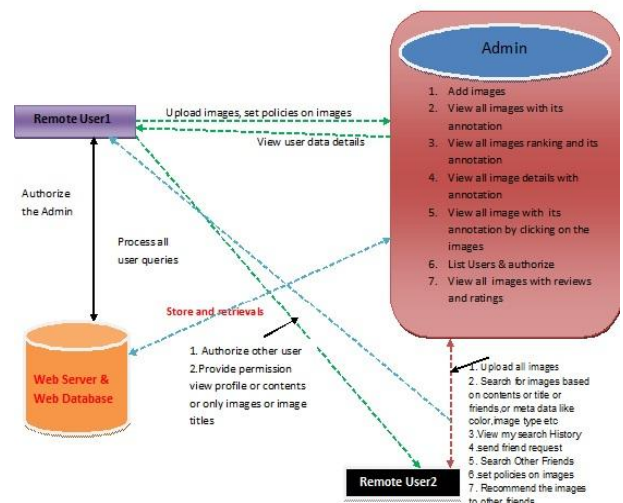 Admin
1. Add images
2. View all images with its
annotation
3. View all images ranking and its
annotation
4. View all image details with
annotation
5. View all image with its
annotation by clicking on the
images
6. List Users & authorize
7. View all images with reviews
and ratings
Remote User1
Upload images, set policies on images
View user data details
Authorize
the Admin
Process all
user queries
Store and retrievals
1. Authorize other user
2.Provide permission
view profile or contents
or only images or image
titles
Web Server &
Web Database
1. Upload all images
2. Search for images based
on contents or title or
friends,or meta data like
color,image type etc
3.View my search History
4.send friend request
5. Search Other Friends
6.set policies on images
7. Recommend the images
to other friends
Remote User2